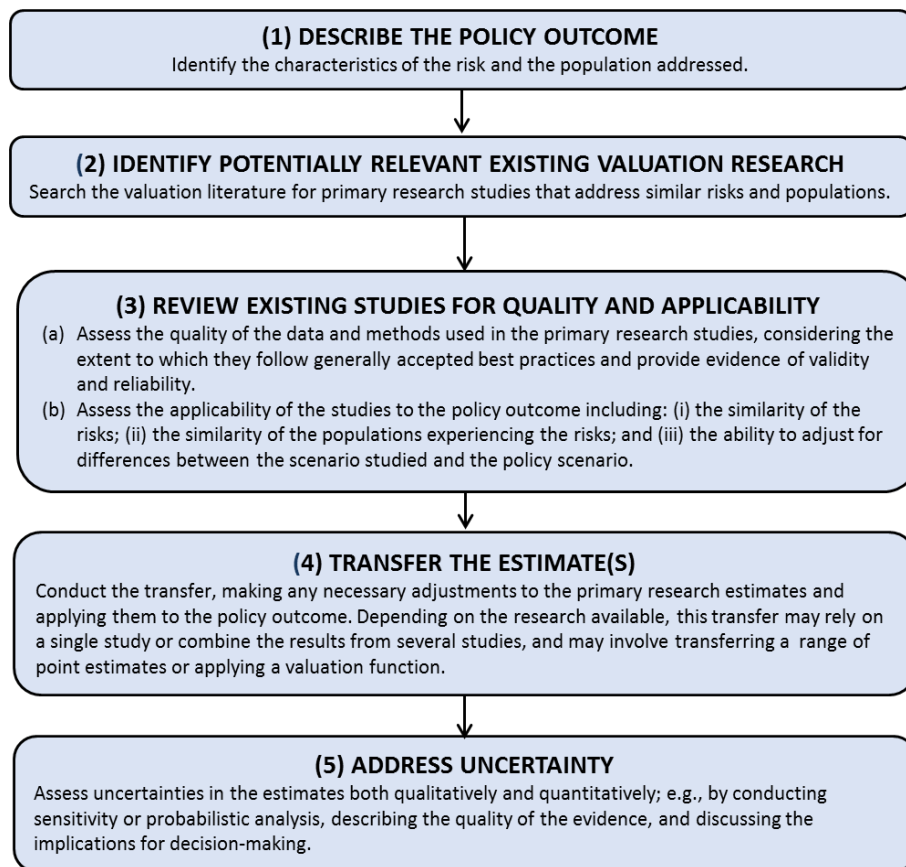 (1) DESCRIBE THE POLICY OUTCOME
Identify the characteristics of the risk and the population addressed.
(2) IDENTIFY POTENTIALLY RELEVANT EXISTING VALUATION RESEARCH
Search the valuation literature for primary research studies that address similar risks and populations.
(3) REVIEW EXISTING STUDIES FOR QUALITY AND APPLICABILITY
(a) Assess the quality of the data and methods used in the primary research studies, considering the
extent to which they follow generally accepted best practices and provide evidence of validity
and reliability.
(b) Assess the applicability of the studies to the policy outcome including: (i) the similarity of the
risks; (ii) the similarity of the populations experiencing the risks; and (iii) the ability to adjust for
differences between the scenario studied and the policy scenario.
(4) TRANSFER THE ESTIMATE(S)
Conduct the transfer, making any necessary adjustments to the primary research estimates and
applying them to the policy outcome. Depending on the research available, this transfer may rely on
a single study or combine the results from several studies, and may involve transferring a range of
point estimates or applying a valuation function.
(5) ADDRESS UNCERTAINTY
Assess uncertainties in the estimates both qualitatively and quantitatively; e.g., by conducting
sensitivity or probabilistic analysis, describing the quality of the evidence, and discussing the
implications for decision-making.